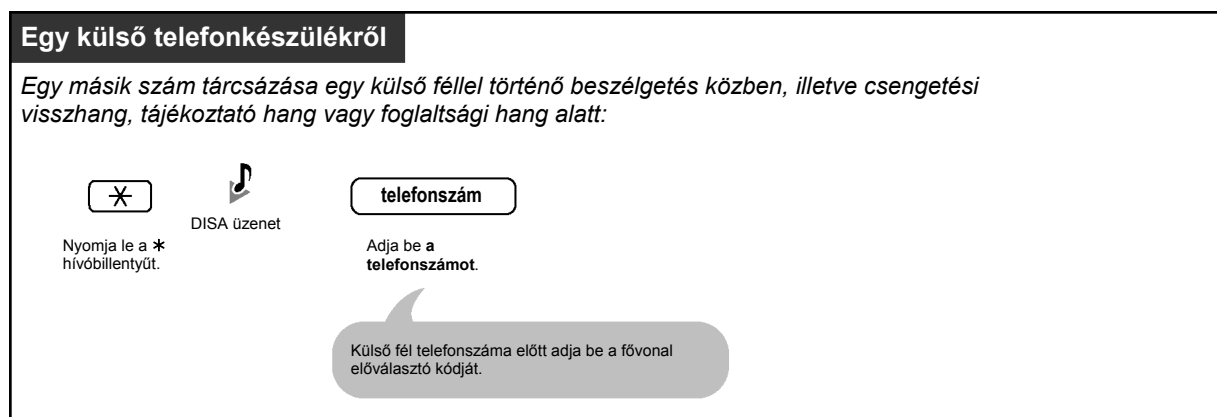 Egy külső telefonkészülékről
Egy másik szám tárcsázása egy külső féllel történő beszélgetés közben, illetve csengetési
visszhang, tájékoztató hang vagy foglaltsági hang alatt:
telefonszám
DISA üzenet
Nyomja le a ＊
hívóbillentyűt.
Adja be a
telefonszámot.
Külső fél telefonszáma előtt adja be a fővonal
előválasztó kódját.